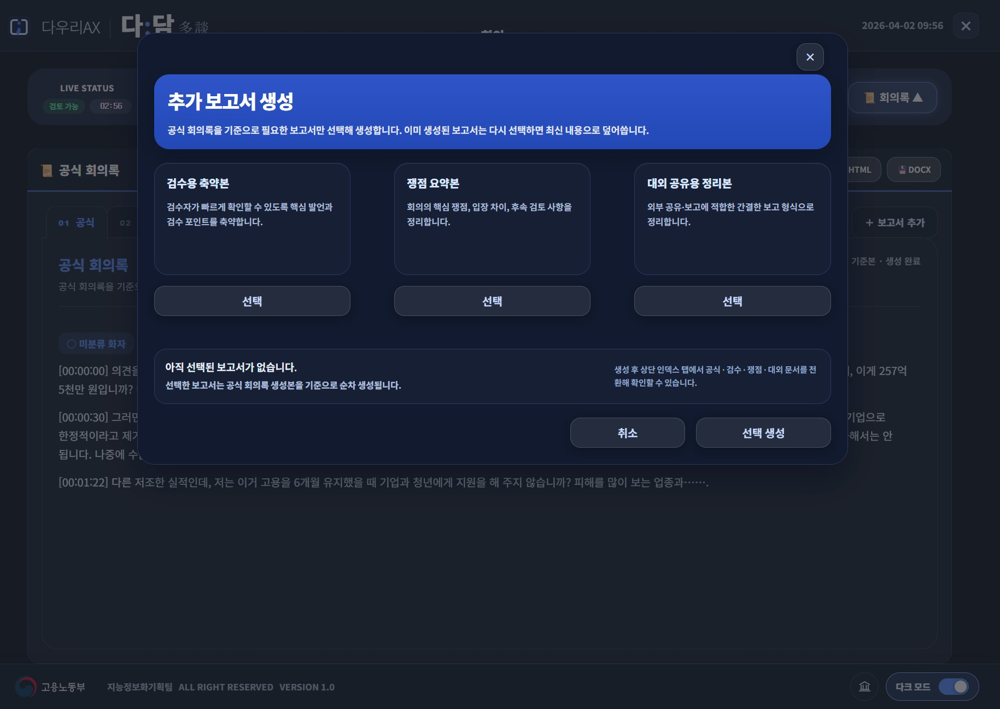 다우리AX
다:담 多談
2026-04-02 09:56
LIVE STATUS
검토 가능
02:56
📜 회의록 ▲
📜 공식 회의록
HTML
💾 DOCX
01 공식
02
+ 보고서 추가
공식 회의록
기준본 · 생성 완료
공식 회의록을
○ 미분류 화자
[00:00:00] 의견을
이게 257억
5천만 원입니까?
[00:00:30]
기업으로
한정적이라고
해서는 안
됩니다. 나중에
[00:01:22] 다른 저조한 실적인데, 저는 이거 고용을 6개월 유지했을 때 기업과 청년에게 지원을 해 주지 않습니까? 피해를 많이 보는 업종과…….
추가 보고서 생성
공식 회의록을 기준으로 필요한 보고서만 선택해 생성합니다. 이미 생성된 보고서는 다시 선택하면 최신 내용으로 덮어씁니다.
검수용 축약본
검수자가 빠르게 확인할 수 있도록 핵심 발언과
검수 포인트를 축약합니다.
선택
쟁점 요약본
회의의 핵심 쟁점, 입장 차이, 후속 검토 사항을
정리합니다.
선택
대외 공유용 정리본
외부 공유·보고에 적합한 간결한 보고 형식으로
정리합니다.
선택
아직 선택된 보고서가 없습니다.
선택한 보고서는 공식 회의록 생성본을 기준으로 순차 생성됩니다.
생성 후 상단 인덱스 탭에서 공식 · 검수 · 쟁점 · 대외 문서를 전
환해 확인할 수 있습니다.
취소
선택 생성
고용노동부
지능정보화기획팀 ALL RIGHT RESERVED VERSION 1.0
다크 모드